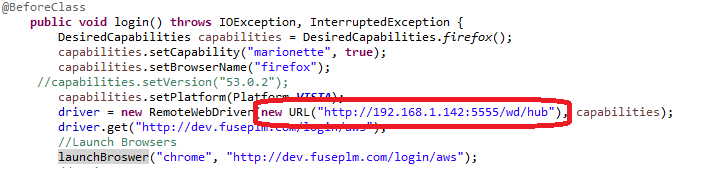 @BeforeClass
public void login() throws IOException, InterruptedException {
DesiredCapabilities capabilities = DesiredCapabilities.firefox();
capabilities.setCapability("marionette", true);
capabilities.setBrowserName("firefox");
//capabilities.setVersion("53.0.2");
capabilities.setPlatform(Platform.VISTA);
driver = new RemoteWebDriver(new URL("http://192.168.1.142:5555/wd/hub"), capabilities);
driver.get("http://dev.fuseplm.com/login/aws");
//Launch Browsers
launchBroswer("chrome", "http://dev.fuseplm.com/login/aws");